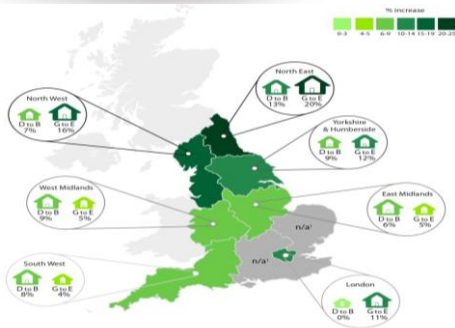 % increase
0-3 4-5 6-9 10-14 15-19 20-25
North East
D to B G to E
13% 20%
North West
D to B G to E
7% 16%
Yorkshire
& Humberside
D to B G to E
9% 12%
West Midlands
D to B G to E
9% 5%
East Midlands
D to B G to E
6% 5%
n/a¹
n/a¹
South West
D to B G to E
8% 4%
London
D to B G to E
0% 11%